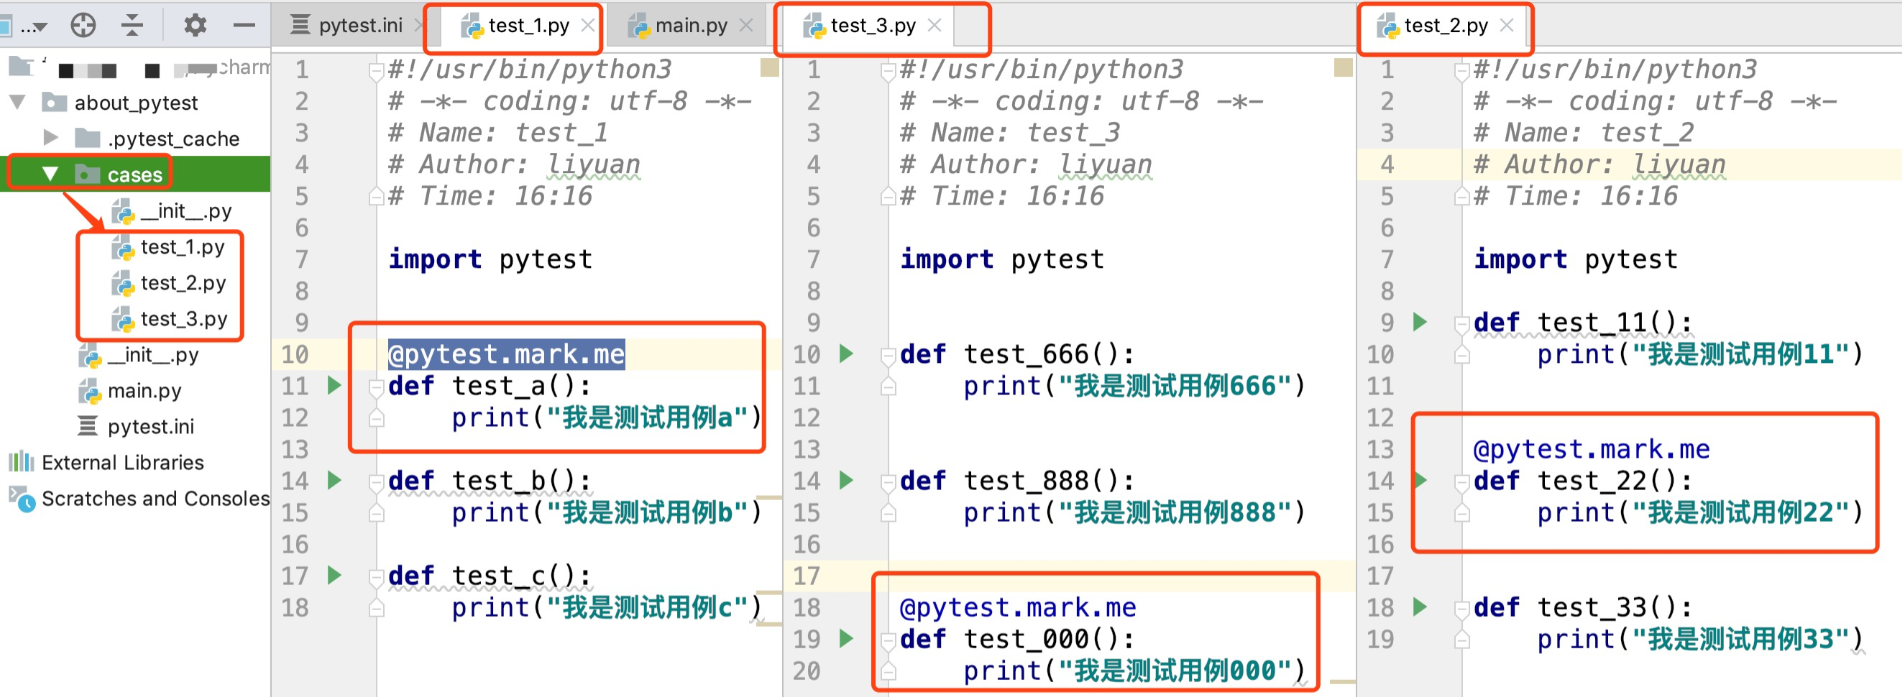 ...
ycharm
about_pytest
.pytest_cache
cases
__init__.py
test_1.py
test_2.py
test_3.py
__init__.py
main.py
pytest.ini
External Libraries
Scratches and Consoles
pytest.ini
test_1.py
main.py
1 #!/usr/bin/python3
2 # -*- coding: utf-8 -*-
3 # Name: test_1
4 # Author: liyuan
5 # Time: 16:16
6
7 import pytest
8
9
10 @pytest.mark.me
11 def test_a():
12     print("我是测试用例a")
13
14 def test_b():
15     print("我是测试用例b")
16
17 def test_c():
18     print("我是测试用例c")
test_3.py
1 #!/usr/bin/python3
2 # -*- coding: utf-8 -*-
3 # Name: test_3
4 # Author: liyuan
5 # Time: 16:16
6
7 import pytest
8
9
10 def test_666():
11     print("我是测试用例666")
12
13
14 def test_888():
15     print("我是测试用例888")
16
17
18 @pytest.mark.me
19 def test_000():
20     print("我是测试用例000")
test_2.py
1 #!/usr/bin/python3
2 # -*- coding: utf-8 -*-
3 # Name: test_2
4 # Author: liyuan
5 # Time: 16:16
6
7 import pytest
8
9 def test_11():
10     print("我是测试用例11")
11
12
13 @pytest.mark.me
14 def test_22():
15     print("我是测试用例22")
16
17
18 def test_33():
19     print("我是测试用例33")